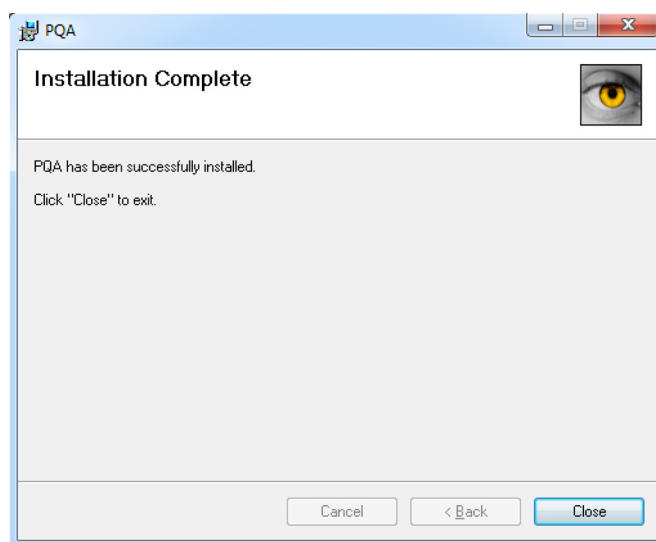 PQA
Installation Complete
PQA has been successfully installed.
Click "Close" to exit.
Cancel
< Back
Close